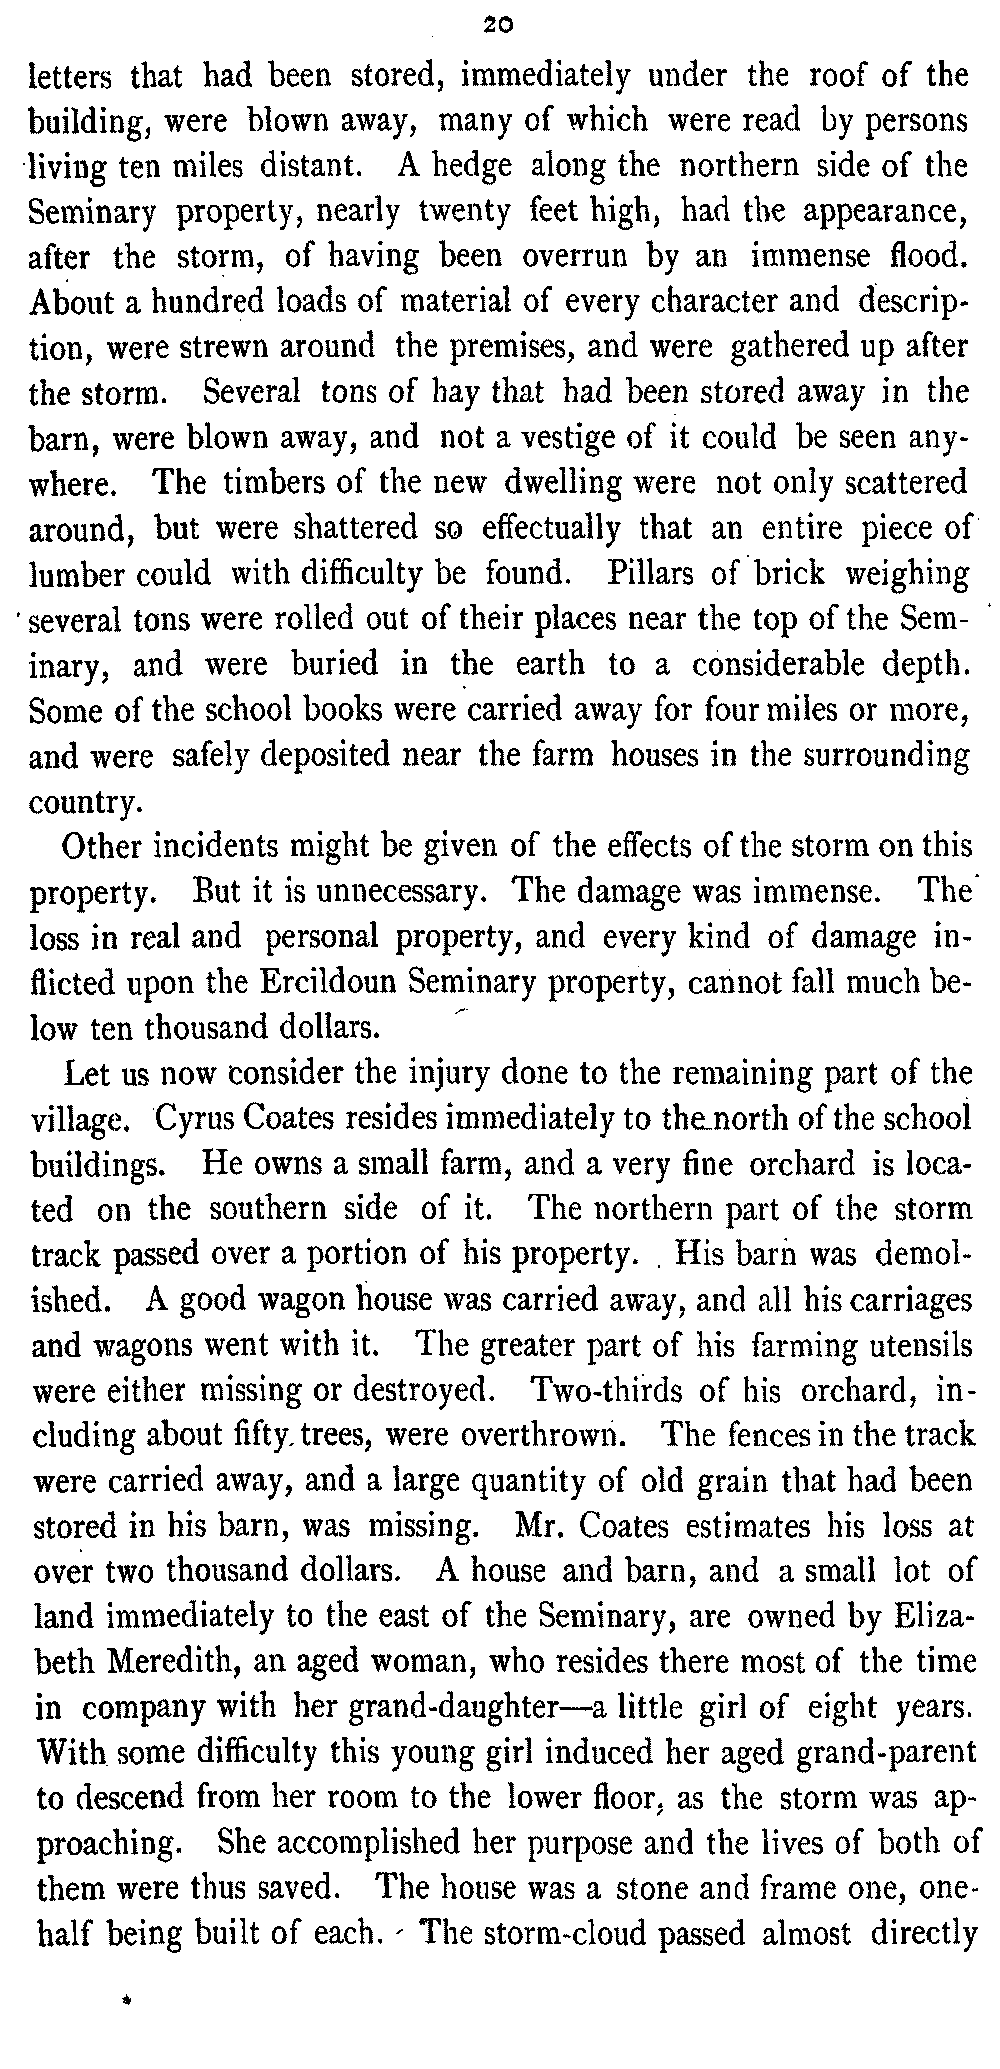 20
letters that had been stored, immediately under the roof of the
building, were blown away, many of which were read by persons
living ten miles distant. A hedge along the northern side of the
Seminary property, nearly twenty feet high, had the appearance,
after the storm, of having been overrun by an immense flood.
About a hundred loads of material of every character and descrip-
tion, were strewn around the premises, and were gathered up after
the storm. Several tons of hay that had been stored away in the
barn, were blown away, and not a vestige of it could be seen any-
where. The timbers of the new dwelling were not only scattered
around, but were shattered so effectually that an entire piece of
lumber could with difficulty be found. Pillars of brick weighing
several tons were rolled out of their places near the top of the Sem-
inary, and were buried in the earth to a considerable depth.
Some of the school books were carried away for four miles or more,
and were safely deposited near the farm houses in the surrounding
country.
Other incidents might be given of the effects of the storm on this
property. But it is unnecessary. The damage was immense. The
loss in real and personal property, and every kind of damage in-
flicted upon the Ercildoun Seminary property, cannot fall much be-
low ten thousand dollars.
Let us now consider the injury done to the remaining part of the
village. Cyrus Coates resides immediately to the north of the school
buildings. He owns a small farm, and a very fine orchard is loca-
ted on the southern side of it. The northern part of the storm
track passed over a portion of his property. His barn was demol-
ished. A good wagon house was carried away, and all his carriages
and wagons went with it. The greater part of his farming utensils
were either missing or destroyed. Two-thirds of his orchard, in-
cluding about fifty trees, were overthrown. The fences in the track
were carried away, and a large quantity of old grain that had been
stored in his barn, was missing. Mr. Coates estimates his loss at
over two thousand dollars. A house and barn, and a small lot of
land immediately to the east of the Seminary, are owned by Eliza-
beth Meredith, an aged woman, who resides there most of the time
in company with her grand-daughter—a little girl of eight years.
With some difficulty this young girl induced her aged grand-parent
to descend from her room to the lower floor, as the storm was ap-
proaching. She accomplished her purpose and the lives of both of
them were thus saved. The house was a stone and frame one, one-
half being built of each. The storm-cloud passed almost directly